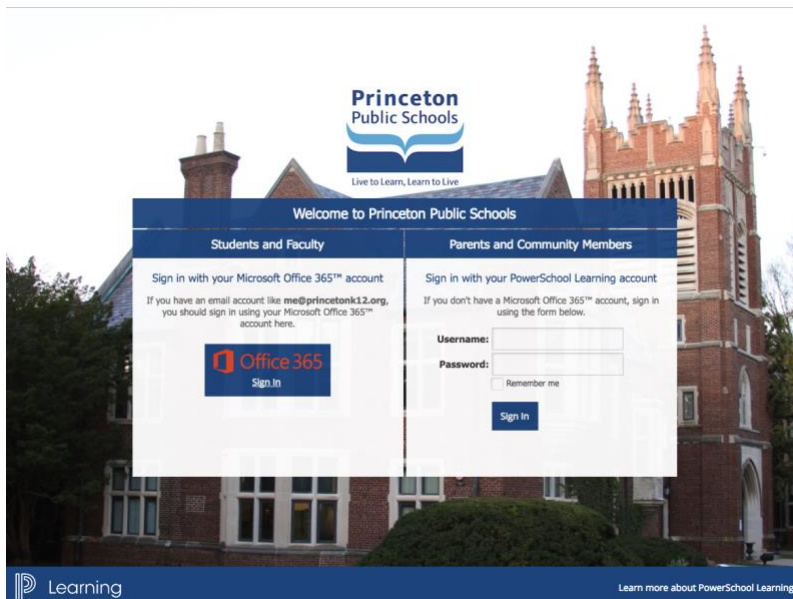 Princeton
Public Schools
Live to Learn, Learn to Live
Welcome to Princeton Public Schools
Students and Faculty
Sign in with your Microsoft Office 365™ account
If you have an email account like me@princetonk12.org,
you should sign in using your Microsoft Office 365™
account here.
Office 365
Sign In
Parents and Community Members
Sign in with your PowerSchool Learning account
If you don't have a Microsoft Office 365™ account, sign in
using the form below.
Username:
Password:
Remember me
Sign In
Learning
Learn more about PowerSchool Learning